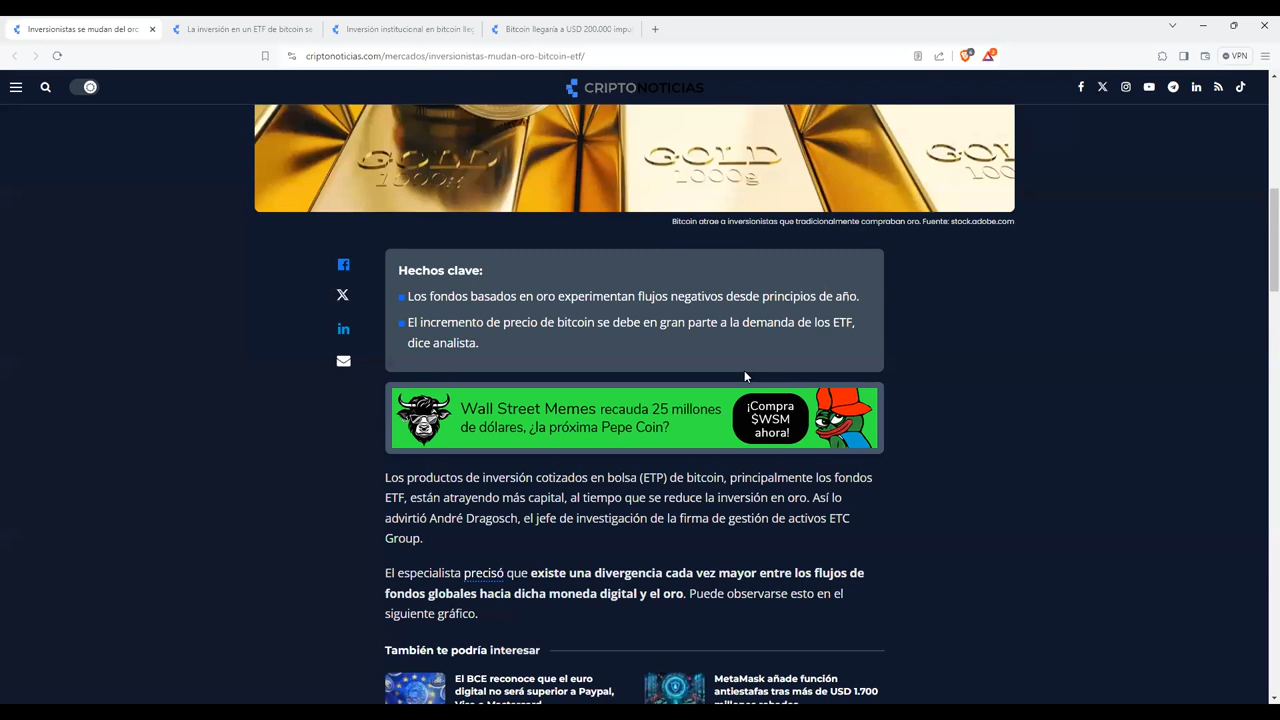 Inversionistas se mudan del orc
La inversión en un ETF de bitcoin se
Inversión institucional en bitcoin lleg
Bitcoin llegaría a USD 200.000 impu
criptonoticias.com/mercados/inversionistas-mudan-oro-bitcoin-etf/
VPN
CRIPTONOTICIAS
GOLD GOLD GO
1000g 1000g 100
Bitcoin atrae a inversionistas que tradicionalmente compraban oro. Fuente: stock.adobe.com
Hechos clave:
Los fondos basados en oro experimentan flujos negativos desde principios de año.
El incremento de precio de bitcoin se debe en gran parte a la demanda de los ETF,
dice analista.
Wall Street Memes recauda 25 millones
de dólares, ¿la próxima Pepe Coin?
¡Compra
$WSM
ahora!
Los productos de inversión cotizados en bolsa (ETP) de bitcoin, principalmente los fondos
ETF, están atrayendo más capital, al tiempo que se reduce la inversión en oro. Así lo
advirtió André Dragosch, el jefe de investigación de la firma de gestión de activos ETC
Group.
El especialista precisó que existe una divergencia cada vez mayor entre los flujos de
fondos globales hacia dicha moneda digital y el oro. Puede observarse esto en el
siguiente gráfico.
También te podría interesar
El BCE reconoce que el euro
digital no será superior a Paypal,
Visa o Mastercard
MetaMask añade función
antiestafas tras más de USD 1.700
millones robados